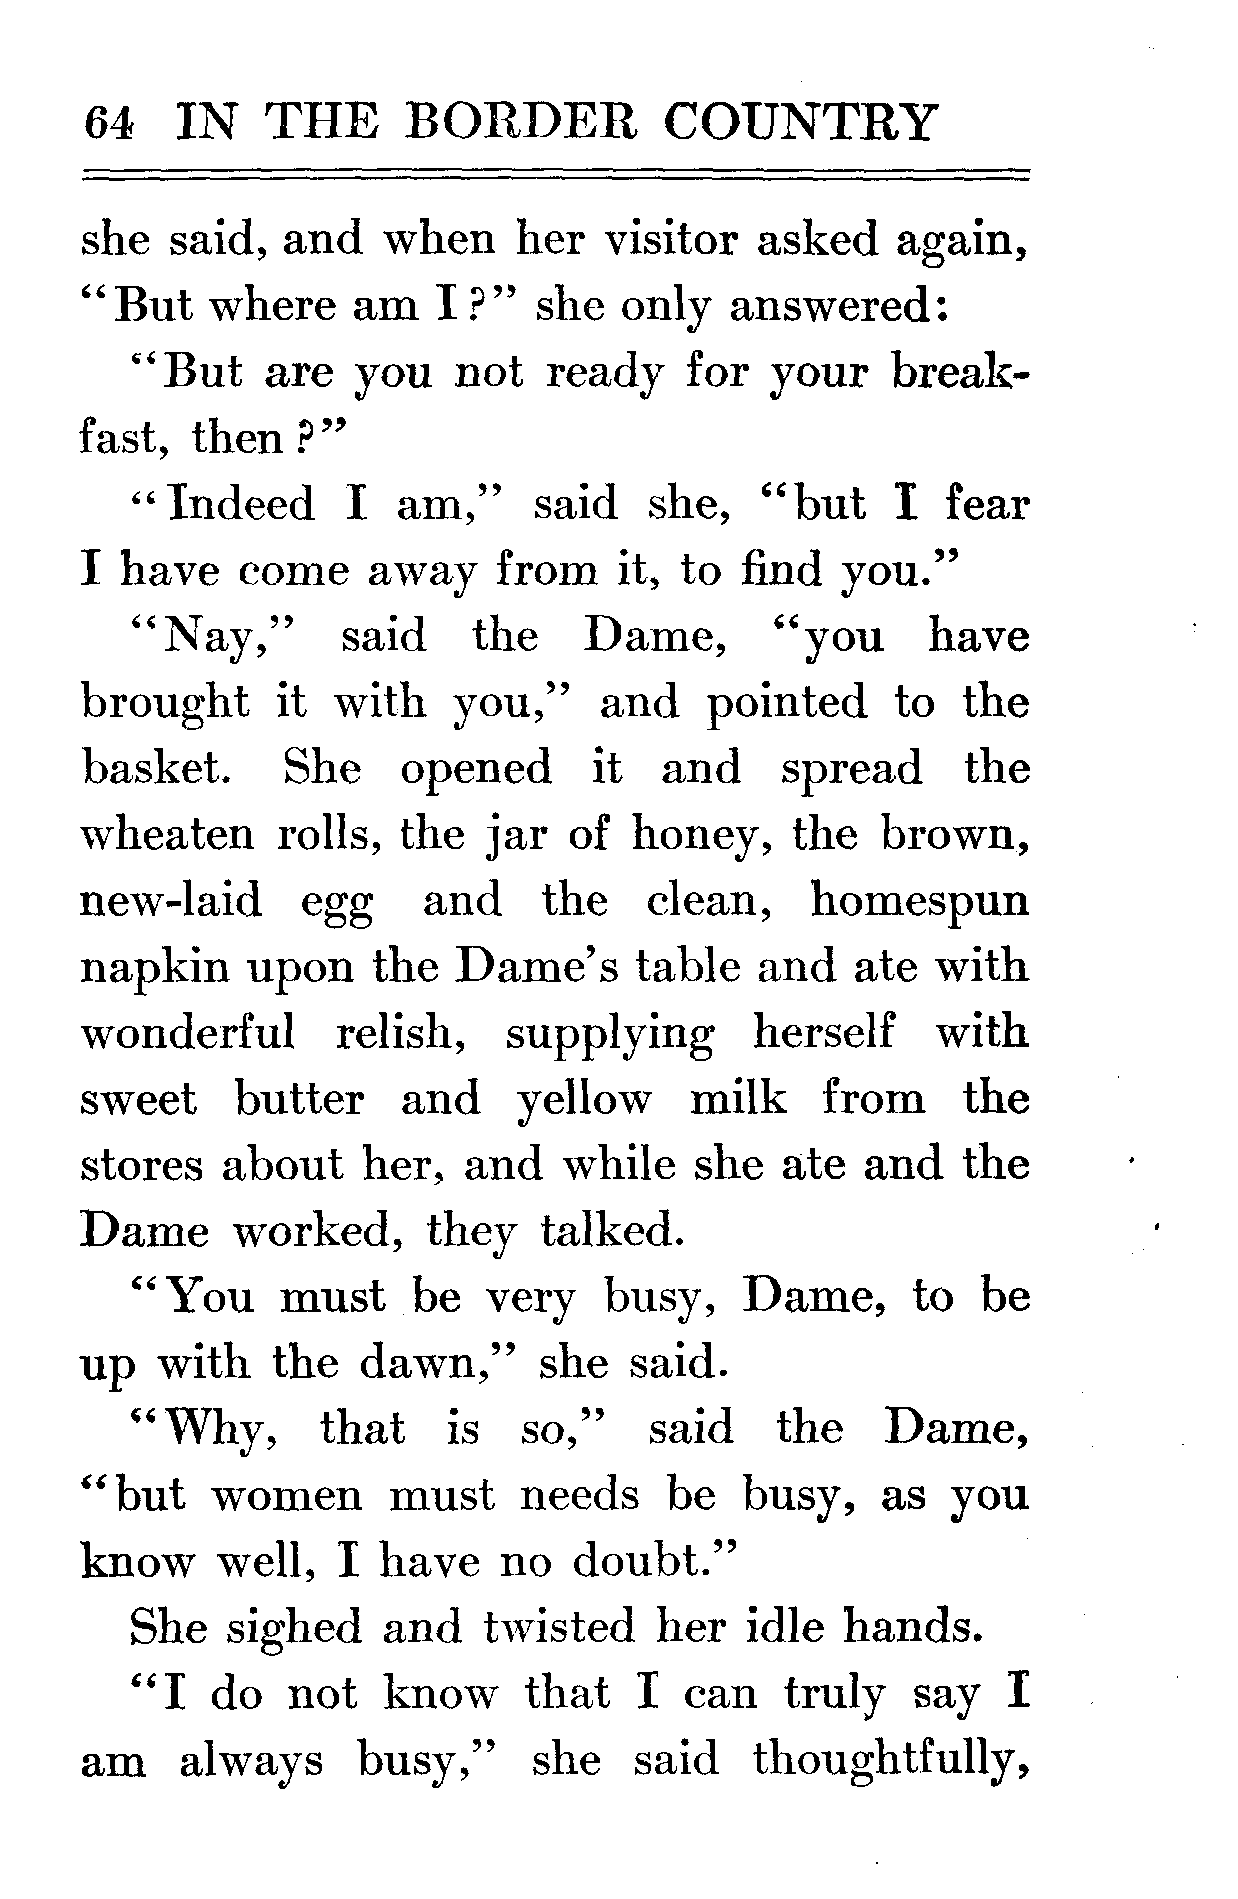 64 IN THE BORDER COUNTRY
she said, and when her visitor asked again,
“But where am I?” she only answered:
“But are you not ready for your break-
fast, then?”
“Indeed I am,” said she, “but I fear
I have come away from it, to find you.”
“Nay,” said the Dame, “you have
brought it with you,” and pointed to the
basket. She opened it and spread the
wheaten rolls, the jar of honey, the brown,
new-laid egg and the clean, homespun
napkin upon the Dame’s table and ate with
wonderful relish, supplying herself with
sweet butter and yellow milk from the
stores about her, and while she ate and the
Dame worked, they talked.
“You must be very busy, Dame, to be
up with the dawn,” she said.
“Why, that is so,” said the Dame,
“but women must needs be busy, as you
know well, I have no doubt.”
She sighed and twisted her idle hands.
“I do not know that I can truly say I
am always busy,” she said thoughtfully,